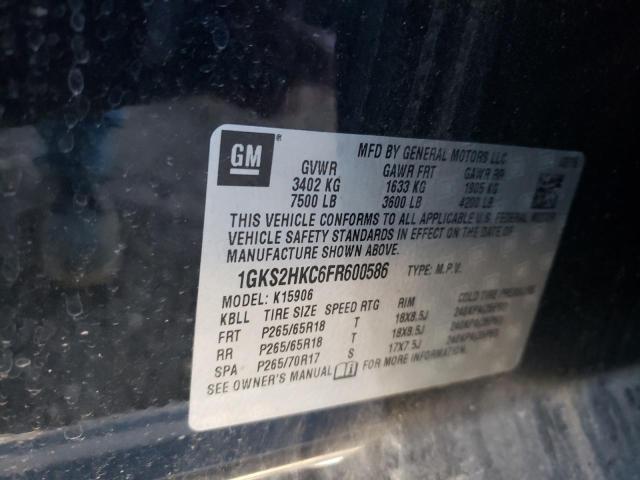 GM
MFD BY GENERAL MOTORS LLC
GVWR GAWR FRT GAWR RR
3402 KG 1633 KG 1905 KG
7500 LB 3600 LB 4200 LB
THIS VEHICLE CONFORMS TO ALL APPLICABLE U.S. FEDERAL MOTOR
VEHICLE SAFETY STANDARDS IN EFFECT ON THE DATE OF
MANUFACTURE SHOWN ABOVE.
1GKS2HKC6FR600586 TYPE: M.P.V.
MODEL: K15906
KBLL TIRE SIZE SPEED RTG RIM COLD TIRE PRESSURE
FRT P265/65R18 T 18X8.5J
RR P265/65R18 T 18X8.5J
SPA P265/70R17 S 17X7.5J
SEE OWNER'S MANUAL FOR MORE INFORMATION.